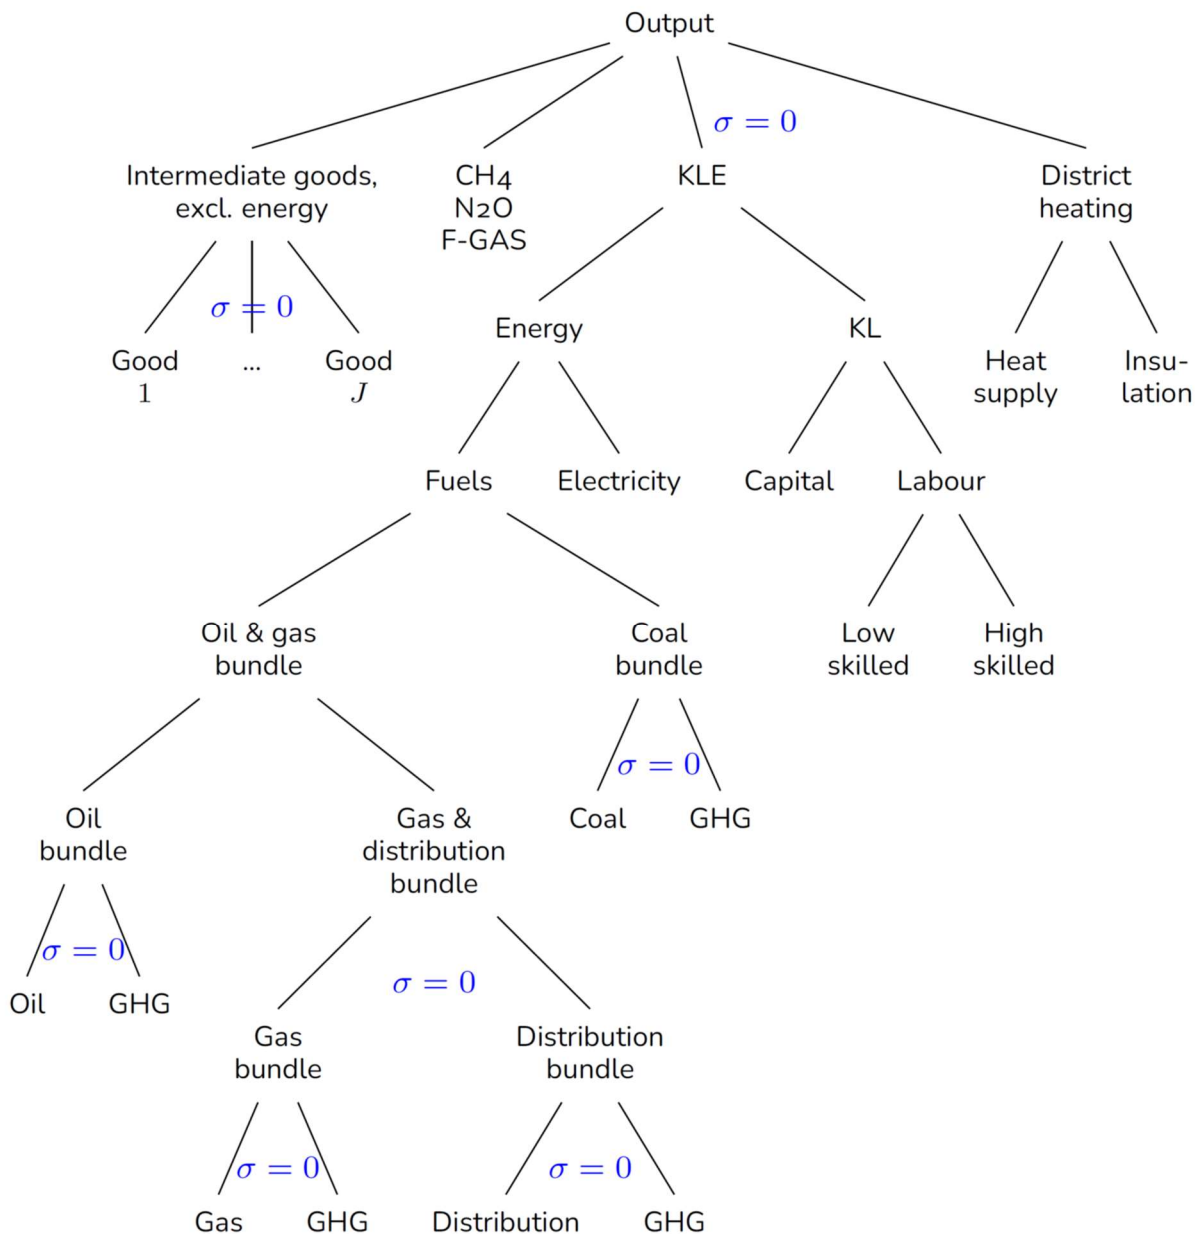 Output
σ = 0
Intermediate goods,
excl. energy
CH4
N2O
F-GAS
KLE
District
heating
σ = 0
Good
1
...
Good
J
Energy
KL
Heat
supply
Insu-
lation
Fuels
Electricity
Capital
Labour
Oil & gas
bundle
Coal
bundle
Low
skilled
High
skilled
σ = 0
Oil
bundle
Gas &
distribution
bundle
Coal
GHG
σ = 0
σ = 0
Oil
GHG
Gas
bundle
Distribution
bundle
σ = 0
σ = 0
Gas
GHG
Distribution
GHG